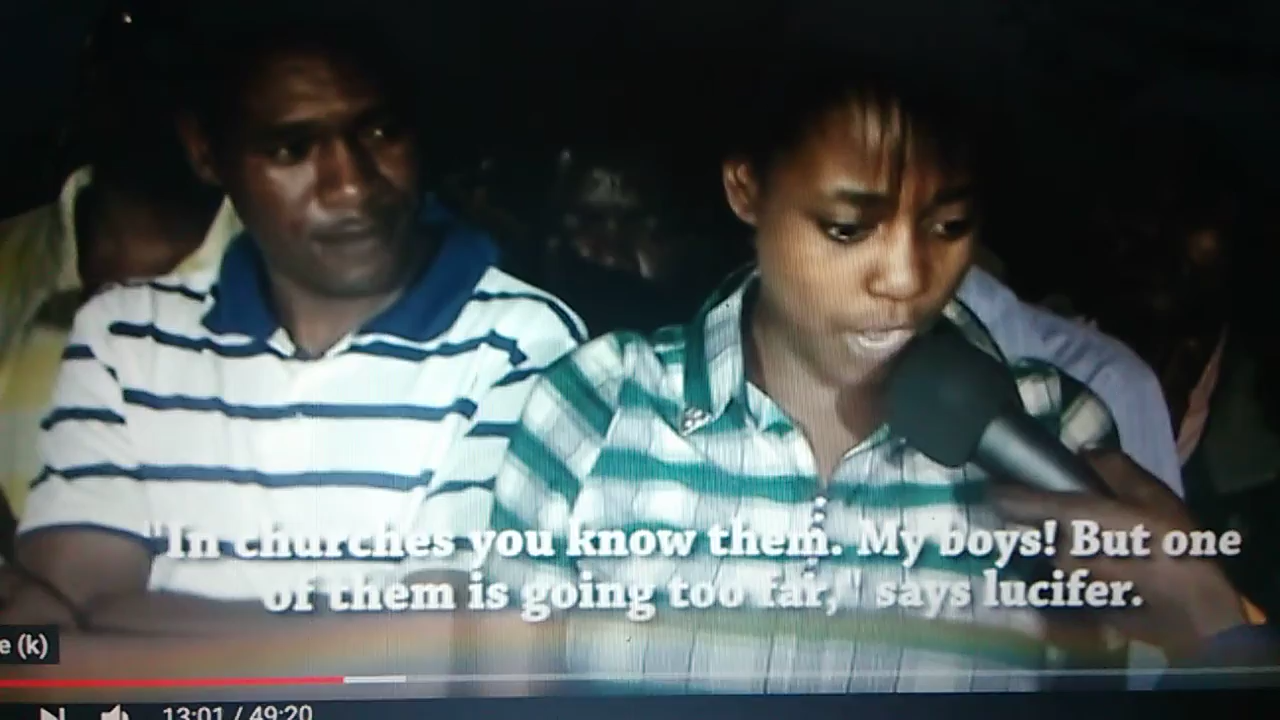 "In churches you know them. My boys! But one
of them is going too far," says lucifer.
e (k)
13:01 / 49:20